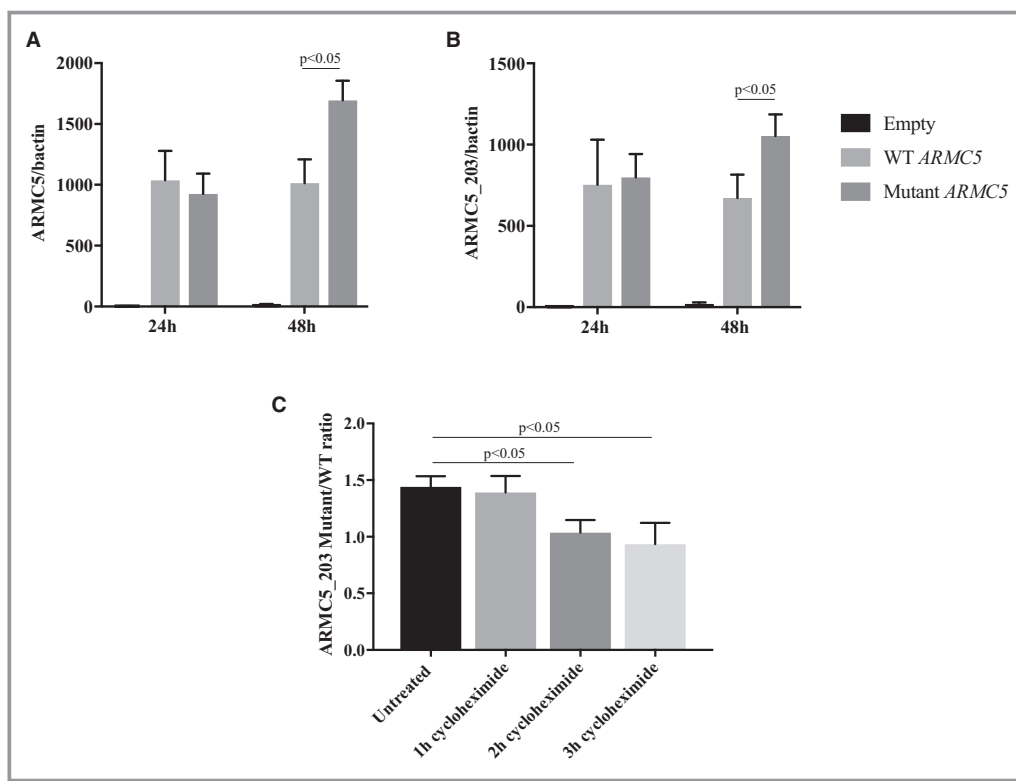 A
ARMC5/bactin
2000
1500
1000
500
0
p<0.05
24h
48h
B
ARMC5_203/bactin
1500
1000
500
0
p<0.05
24h
48h
Empty
WT ARMC5
Mutant ARMC5
C
ARMC5_203 Mutant/WT ratio
2.0
1.5
1.0
0.5
0.0
p<0.05
p<0.05
Untreated
1h cycloheximide
2h cycloheximide
3h cycloheximide